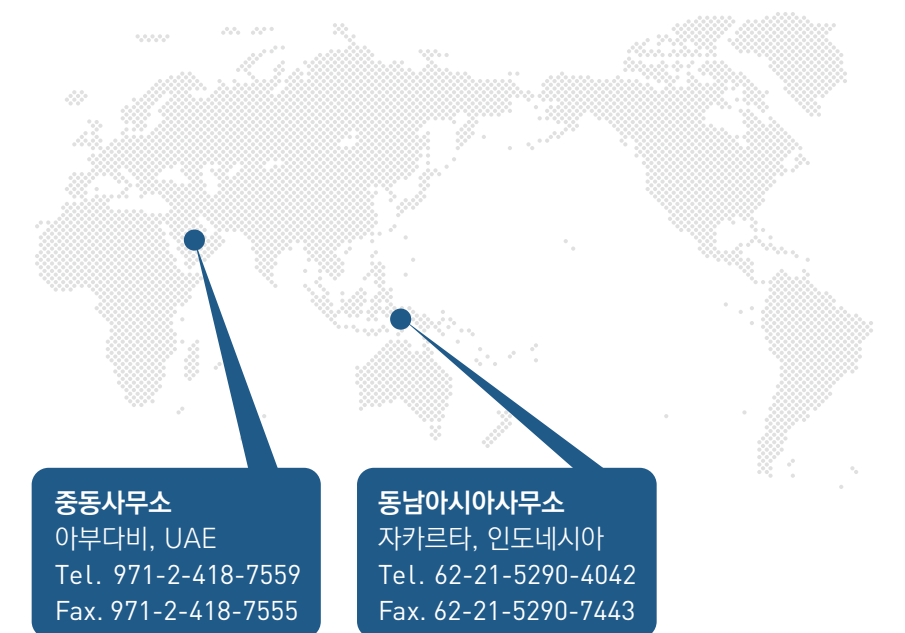 중동사무소
아부다비, UAE
Tel. 971-2-418-7559
Fax. 971-2-418-7555
동남아시아사무소
자카르타, 인도네시아
Tel. 62-21-5290-4042
Fax. 62-21-5290-7443